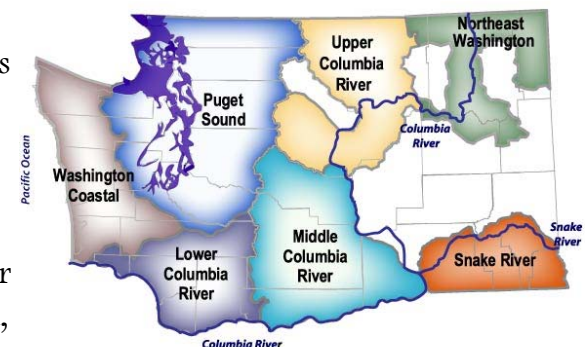 s
r
,
Pacific Ocean
Washington
Coastal
Puget
Sound
Upper
Columbia
River
Northeast
Washington
Columbia
River
Lower
Columbia
River
Middle
Columbia
River
Snake River
Snake
River
Columbia River